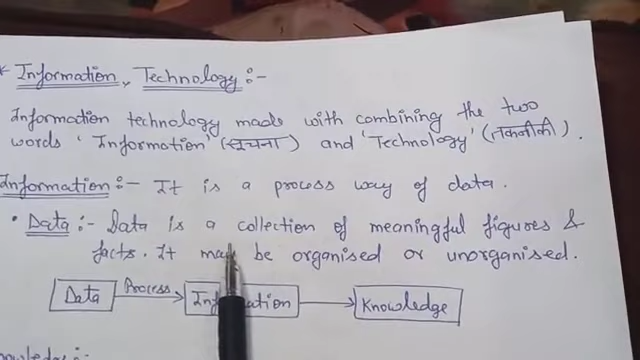 * Information, Technology :-
Information technology made with combining the two
words 'Information' (सूचना) and 'Technology' (तकनीकी).
Information :- It is a process way of data.
• Data :- Data is a collection of meaningful figures &
facts. It may be organised or unorganised.
Data Process Information Knowledge